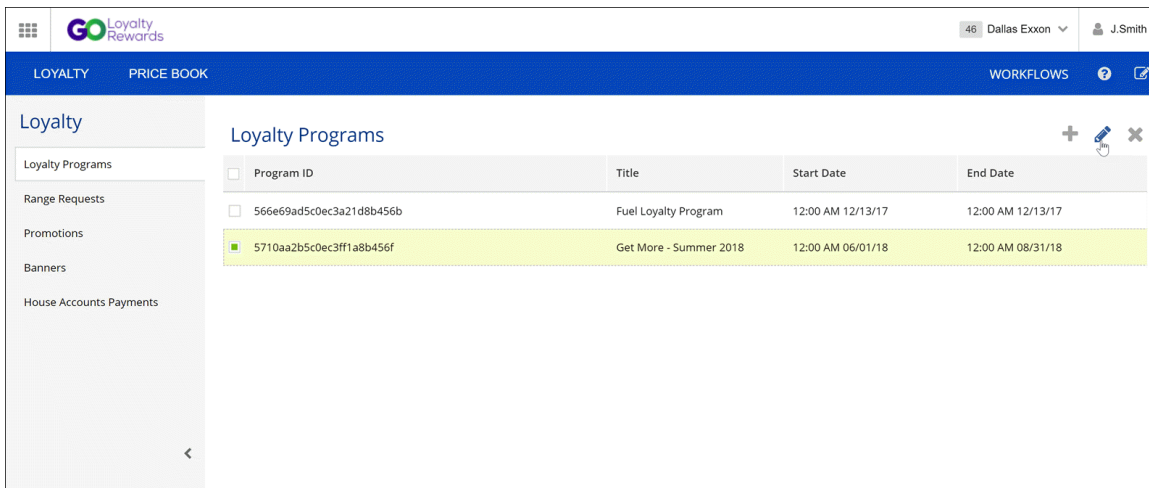 GO Loyalty Rewards
46 Dallas Exxon J.Smith
LOYALTY PRICE BOOK WORKFLOWS ?
Loyalty
Loyalty Programs
Range Requests
Promotions
Banners
House Accounts Payments
Loyalty Programs
Program ID Title Start Date End Date
566e69ad5c0ec3a21d8b456b Fuel Loyalty Program 12:00 AM 12/13/17 12:00 AM 12/13/17
5710aa2b5c0ec3ff1a8b456f Get More - Summer 2018 12:00 AM 06/01/18 12:00 AM 08/31/18